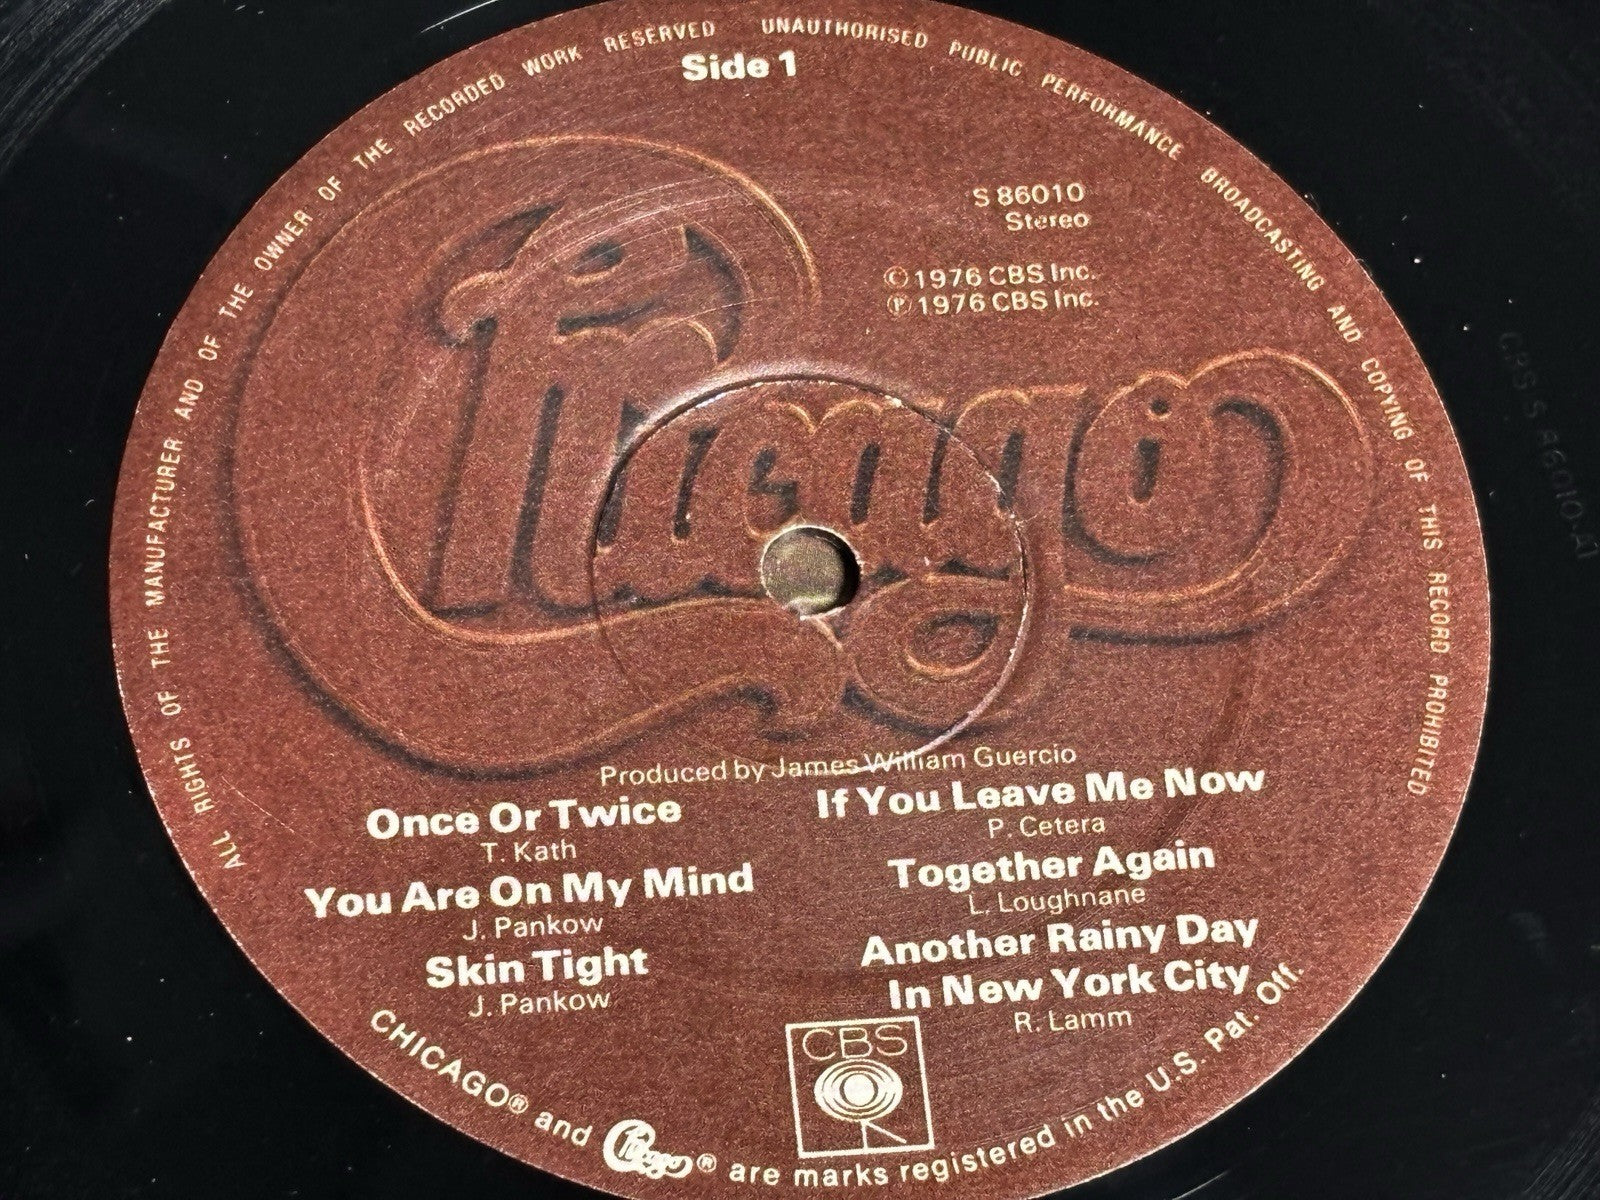 ALL RIGHTS OF THE MANUFACTURER AND OF THE OWNER OF THE RECORDED WORK RESERVED UNAUTHORISED PUBLIC PERFORMANCE BROADCASTING AND COPYING OF THIS RECORD PROHIBITED
Side 1
S 86010
Stereo
Ⓒ 1976 CBS Inc.
Ⓟ 1976 CBS Inc.
Chicago
Produced by James William Guercio
Once Or Twice
T. Kath
You Are On My Mind
J. Pankow
Skin Tight
J. Pankow
If You Leave Me Now
P. Cetera
Together Again
L. Loughnane
Another Rainy Day
In New York City
R. Lamm
CBS
CHICAGO® and Chicago® are marks registered in the U.S. Pat. Off.
CBS S 86010-A1